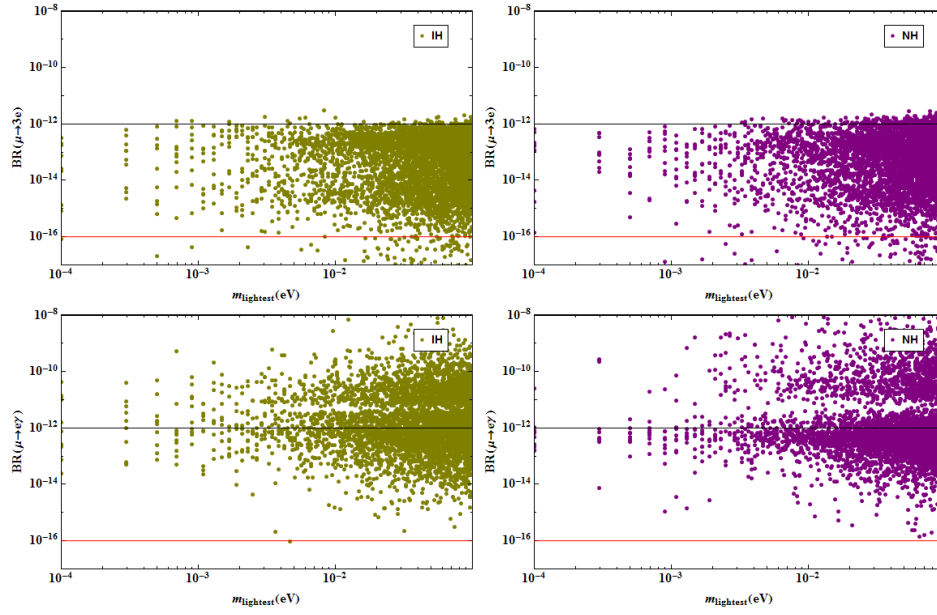 10⁻⁸
10⁻¹⁰
10⁻¹²
10⁻¹⁴
10⁻¹⁶
BR(μ→3e)
IH
10⁻⁴
10⁻³
10⁻²
m_lightest(eV)
10⁻⁸
10⁻¹⁰
10⁻¹²
10⁻¹⁴
10⁻¹⁶
BR(μ→3e)
NH
10⁻⁴
10⁻³
10⁻²
m_lightest(eV)
10⁻⁸
10⁻¹⁰
10⁻¹²
10⁻¹⁴
10⁻¹⁶
BR(μ→eγ)
IH
10⁻⁴
10⁻³
10⁻²
m_lightest(eV)
10⁻⁸
10⁻¹⁰
10⁻¹²
10⁻¹⁴
10⁻¹⁶
BR(μ→eγ)
NH
10⁻⁴
10⁻³
10⁻²
m_lightest(eV)